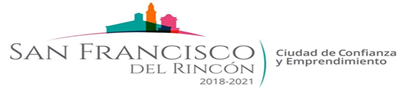 SAN FRANCISCO
DEL RINCÓN
2018-2021
Ciudad de Confianza
y Emprendimiento